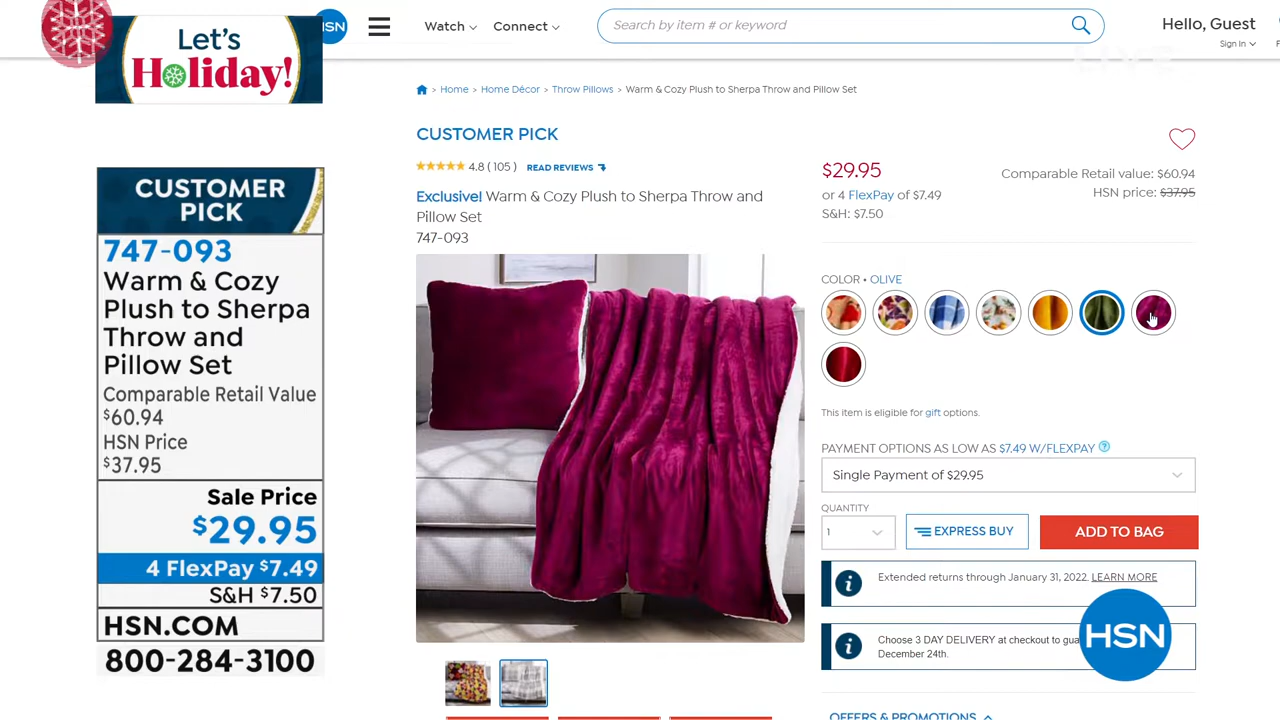 Let's
Holiday!
HSN
Watch
Connect
Search by item # or keyword
Hello, Guest
Sign In
LIVE
Home > Home Décor > Throw Pillows > Warm & Cozy Plush to Sherpa Throw and Pillow Set
CUSTOMER PICK
4.8 ( 105 ) READ REVIEWS
Exclusive! Warm & Cozy Plush to Sherpa Throw and
Pillow Set
747-093
$29.95
or 4 FlexPay of $7.49
S&H: $7.50
Comparable Retail value: $60.94
HSN price: $37.95
COLOR • OLIVE
This item is eligible for gift options.
PAYMENT OPTIONS AS LOW AS $7.49 W/FLEXPAY ?
Single Payment of $29.95
QUANTITY
1
EXPRESS BUY
ADD TO BAG
Extended returns through January 31, 2022. LEARN MORE
Choose 3 DAY DELIVERY at checkout to
December 24th.
HSN
OFFERS & PROMOTIONS
CUSTOMER
PICK
747-093
Warm & Cozy
Plush to Sherpa
Throw and
Pillow Set
Comparable Retail Value
$60.94
HSN Price
$37.95
Sale Price
$29.95
4 FlexPay $7.49
S&H $7.50
HSN.COM
800-284-3100